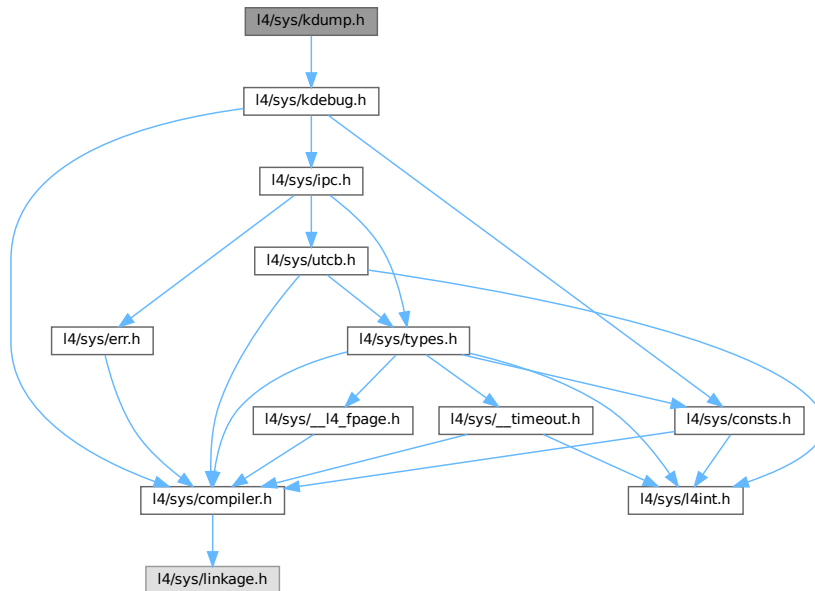 l4/sys/kdump.h
l4/sys/kdebug.h
l4/sys/ipc.h
l4/sys/utcb.h
l4/sys/err.h
l4/sys/types.h
l4/sys/__l4_fpage.h
l4/sys/__timeout.h
l4/sys/consts.h
l4/sys/compiler.h
l4/sys/l4int.h
l4/sys/linkage.h